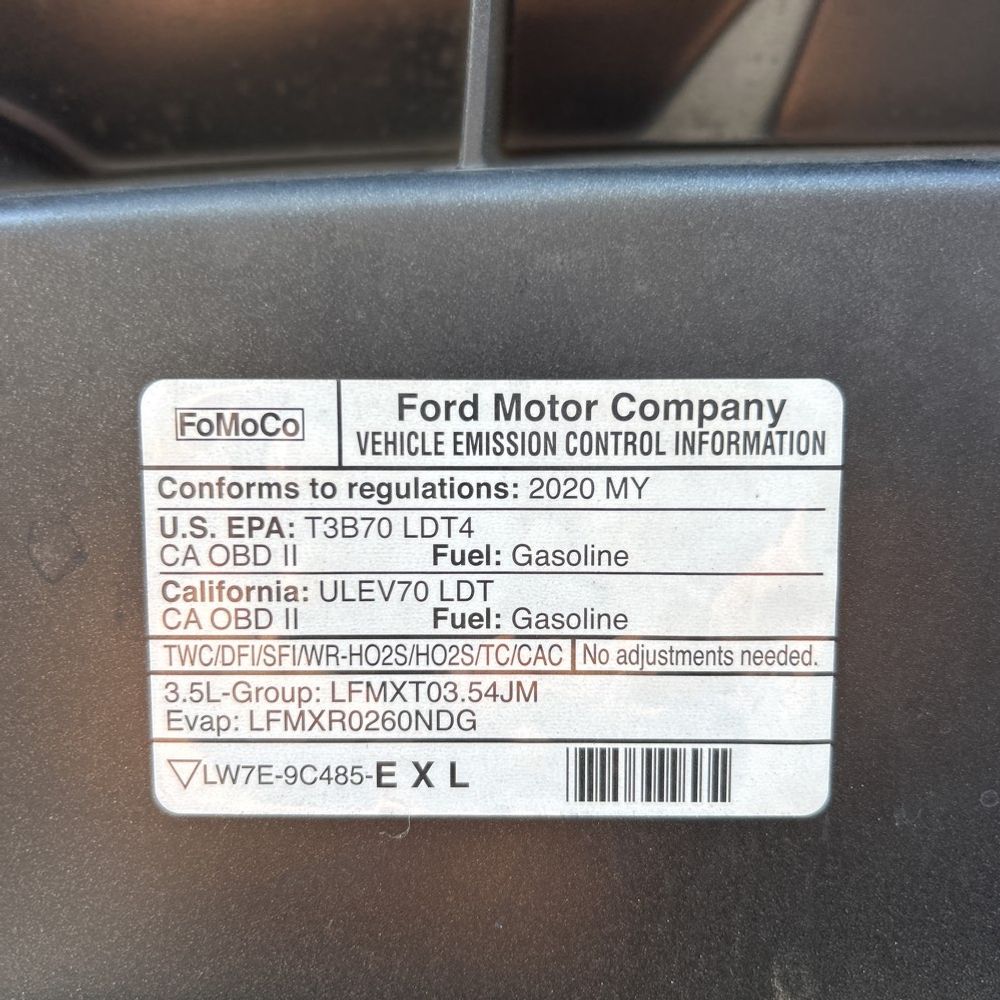 FoMoCo
Ford Motor Company
VEHICLE EMISSION CONTROL INFORMATION
Conforms to regulations: 2020 MY
U.S. EPA: T3B70 LDT4
CA OBD II Fuel: Gasoline
California: ULEV70 LDT
CA OBD II Fuel: Gasoline
TWC/DFI/SFI/WR-HO2S/HO2S/TC/CAC No adjustments needed.
3.5L-Group: LFMXT03.54JM
Evap: LFMXR0260NDG
▽LW7E-9C485-E X L